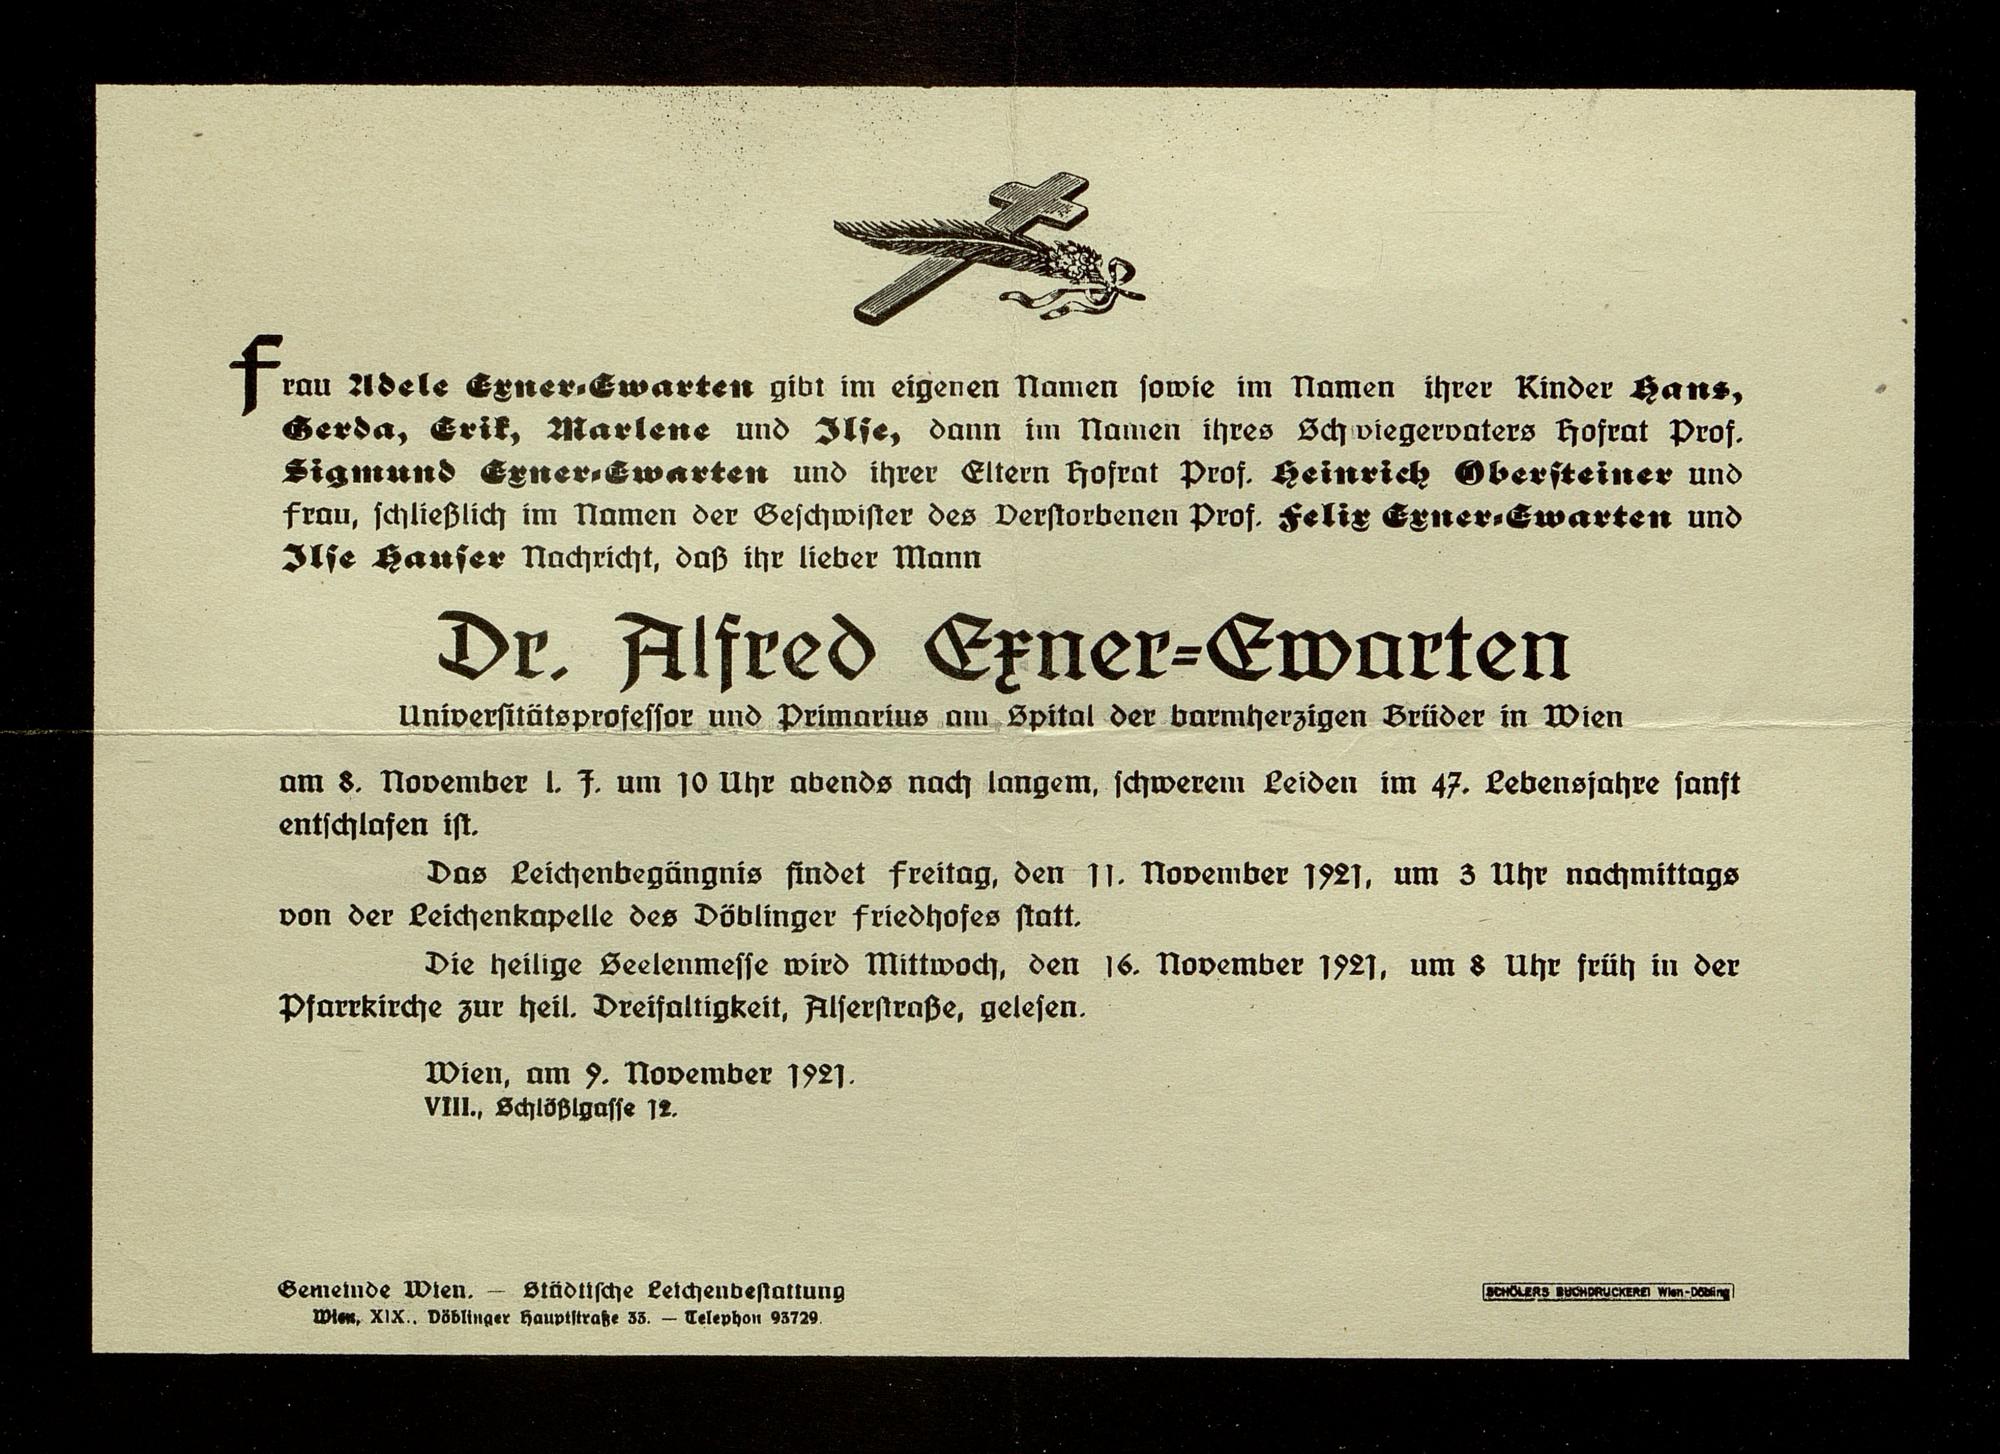 Frau Adele Exner-Ewarten gibt im eigenen Namen sowie im Namen ihrer Kinder Hans,
Gerda, Erik, Marlene und Ilse, dann im Namen ihres Schwiegervaters Hofrat Prof.
Sigmund Exner-Ewarten und ihrer Eltern Hofrat Prof. Heinrich Obersteiner und
Frau, schließlich im Namen der Geschwister des Verstorbenen Prof. Felix Exner-Ewarten und
Ilse Hauser Nachricht, daß ihr lieber Mann
Dr. Alfred Exner-Ewarten
Universitätsprofessor und Primarius am Spital der barmherzigen Brüder in Wien
am 8. November l. J. um 10 Uhr abends nach langem, schwerem Leiden im 47. Lebensjahre sanft
entschlafen ist.
Das Leichenbegängnis findet Freitag, den 11. November 1921, um 3 Uhr nachmittags
von der Leichenkapelle des Döblinger Friedhofes statt.
Die heilige Seelenmesse wird Mittwoch, den 16. November 1921, um 8 Uhr früh in der
Pfarrkirche zur heil. Dreifaltigkeit, Alserstraße, gelesen.
Wien, am 9. November 1921.
VIII., Schlößlgasse 12.
Gemeinde Wien. — Städtische Leichenbestattung
Wien, XIX., Döblinger Hauptstraße 33. — Telephon 93729.
SCHÖLERS BUCHDRUCKEREI Wien-Döbling